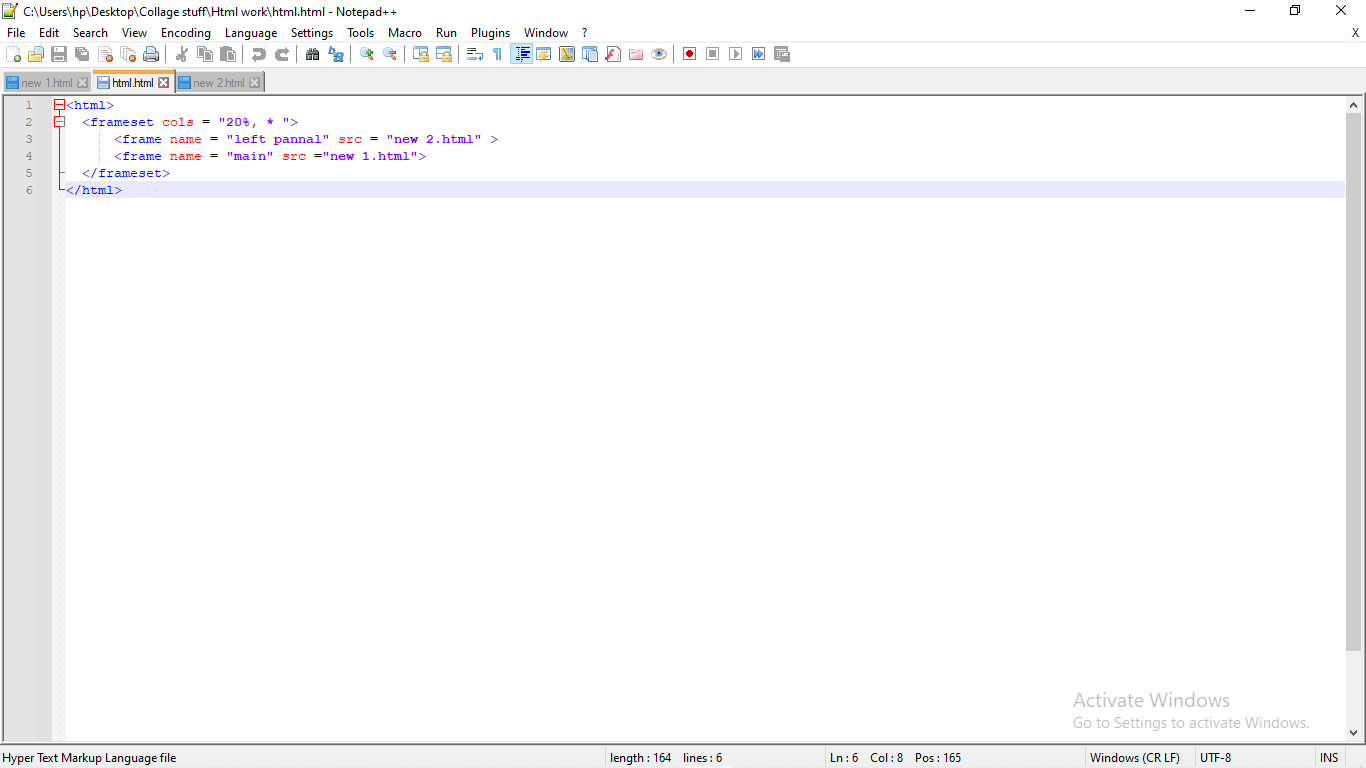 C:\Users\hp\Desktop\Collage stuff\Html work\html.html - Notepad++
File Edit Search View Encoding Language Settings Tools Macro Run Plugins Window ? X
new 1.html html.html new 2.html
1 <html>
2 <frameset cols = "20%, * ">
3 <frame name = "left pannal" src = "new 2.html" >
4 <frame name = "main" src ="new 1.html">
5 </frameset>
6 </html>
Activate Windows
Go to Settings to activate Windows.
Hyper Text Markup Language file length : 164 lines : 6 Ln : 6 Col : 8 Pos : 165 Windows (CR LF) UTF-8 INS